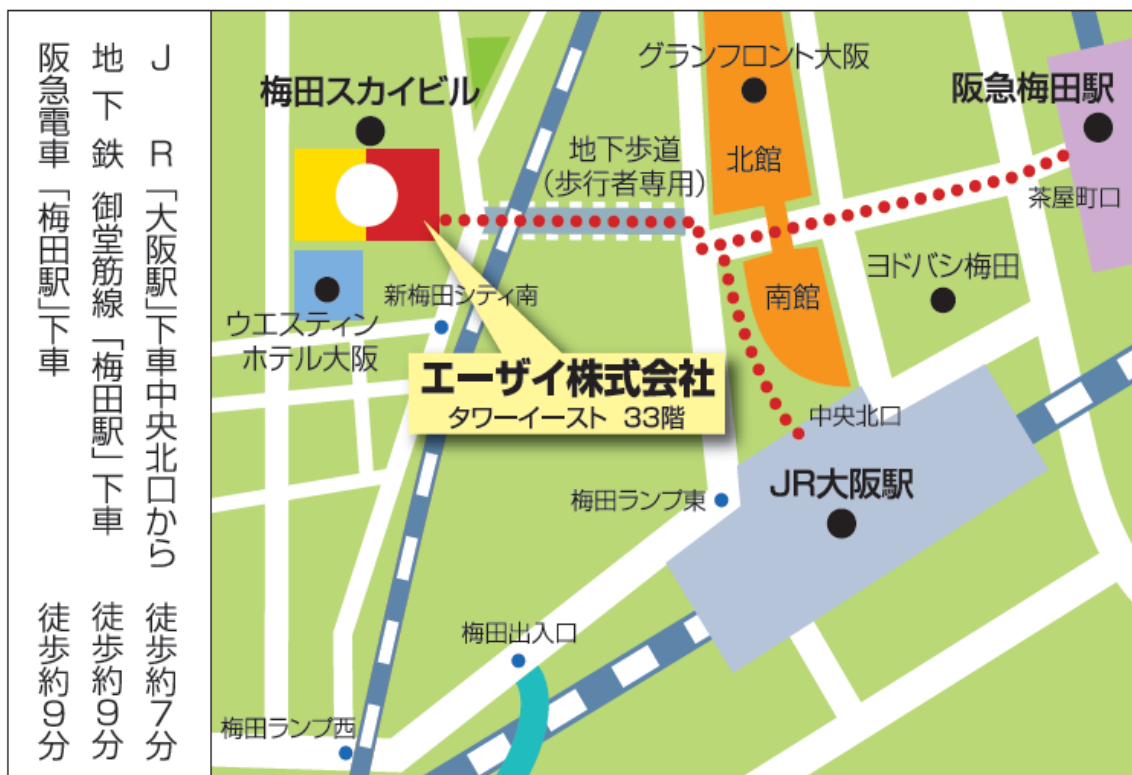 JR「大阪駅」下車中央北口から 徒歩約7分
地下鉄 御堂筋線「梅田駅」下車 徒歩約9分
阪急電車「梅田駅」下車 徒歩約9分
グランフロント大阪
梅田スカイビル
阪急梅田駅
地下歩道
（歩行者専用）
北館
茶屋町口
ヨドバシ梅田
新梅田シティ南
南館
ウエスティン
ホテル大阪
エーザイ株式会社
タワーイースト 33階
中央北口
JR大阪駅
梅田ランプ東
梅田出入口
梅田ランプ西